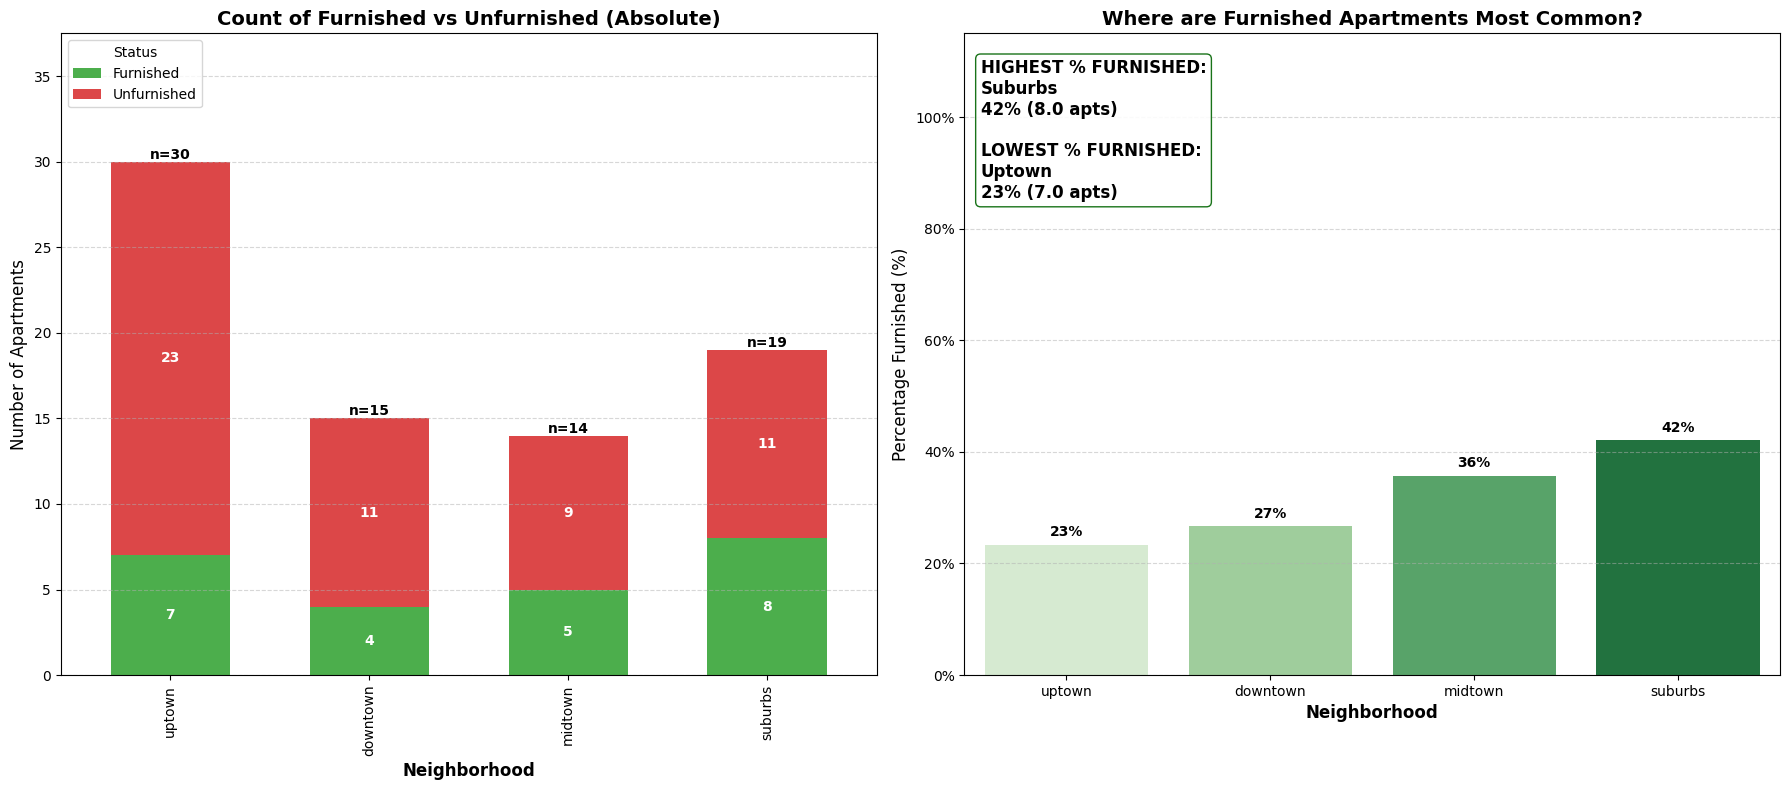 Count of Furnished vs Unfurnished (Absolute)
Status
Furnished
Unfurnished
Number of Apartments
35
30
25
20
15
10
5
0
n=30
23
7
n=15
11
4
n=14
9
5
n=19
11
8
uptown
downtown
midtown
suburbs
Neighborhood
Where are Furnished Apartments Most Common?
HIGHEST % FURNISHED:
Suburbs
42% (8.0 apts)
LOWEST % FURNISHED:
Uptown
23% (7.0 apts)
Percentage Furnished (%)
100%
80%
60%
40%
20%
0%
23%
27%
36%
42%
uptown
downtown
midtown
suburbs
Neighborhood